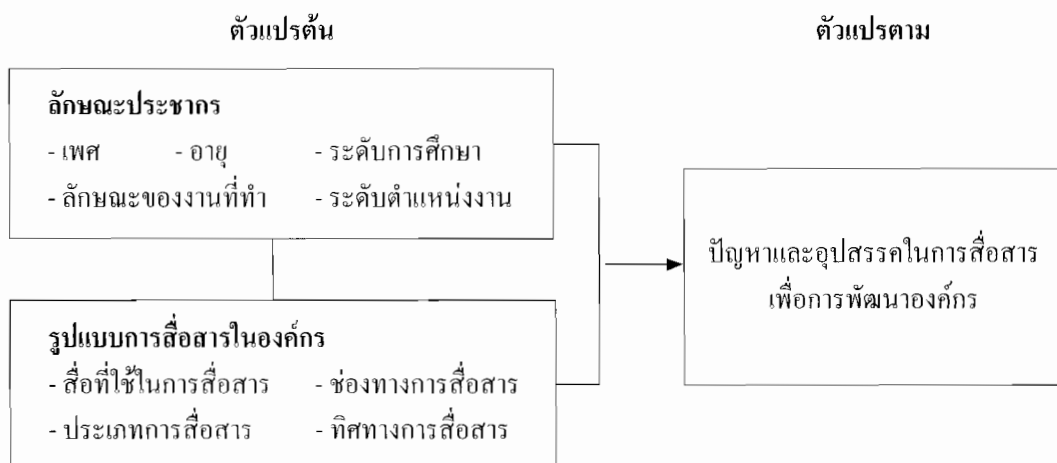 ตัวแปรต้น ตัวแปรตาม
ลักษณะประชากร
- เพศ - อายุ - ระดับการศึกษา
- ลักษณะของงานที่ทำ - ระดับตำแหน่งงาน
ปัญหาและอุปสรรคในการสื่อสาร
เพื่อการพัฒนาองค์กร
รูปแบบการสื่อสารในองค์กร
- สื่อที่ใช้ในการสื่อสาร - ช่องทางการสื่อสาร
- ประเภทการสื่อสาร - ทิศทางการสื่อสาร